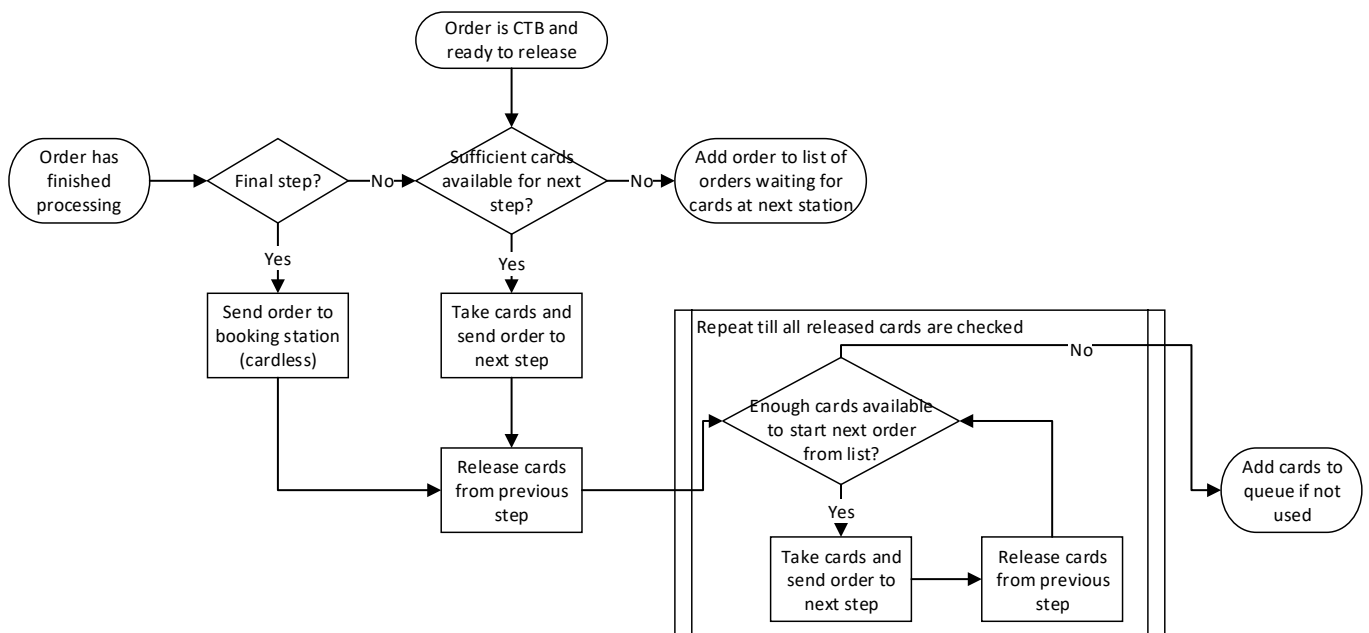 Order is CTB and
ready to release
Order has
finished
processing
Final step?
No
Sufficient cards
available for next
step?
No
Add order to list of
orders waiting for
cards at next station
Yes
Yes
Send order to
booking station
(cardless)
Take cards and
send order to
next step
Repeat till all released cards are checked
No
Enough cards available
to start next order
from list?
Release cards
from previous
step
Add cards to
queue if not
used
Yes
Take cards and
send order to
next step
Release cards
from previous
step